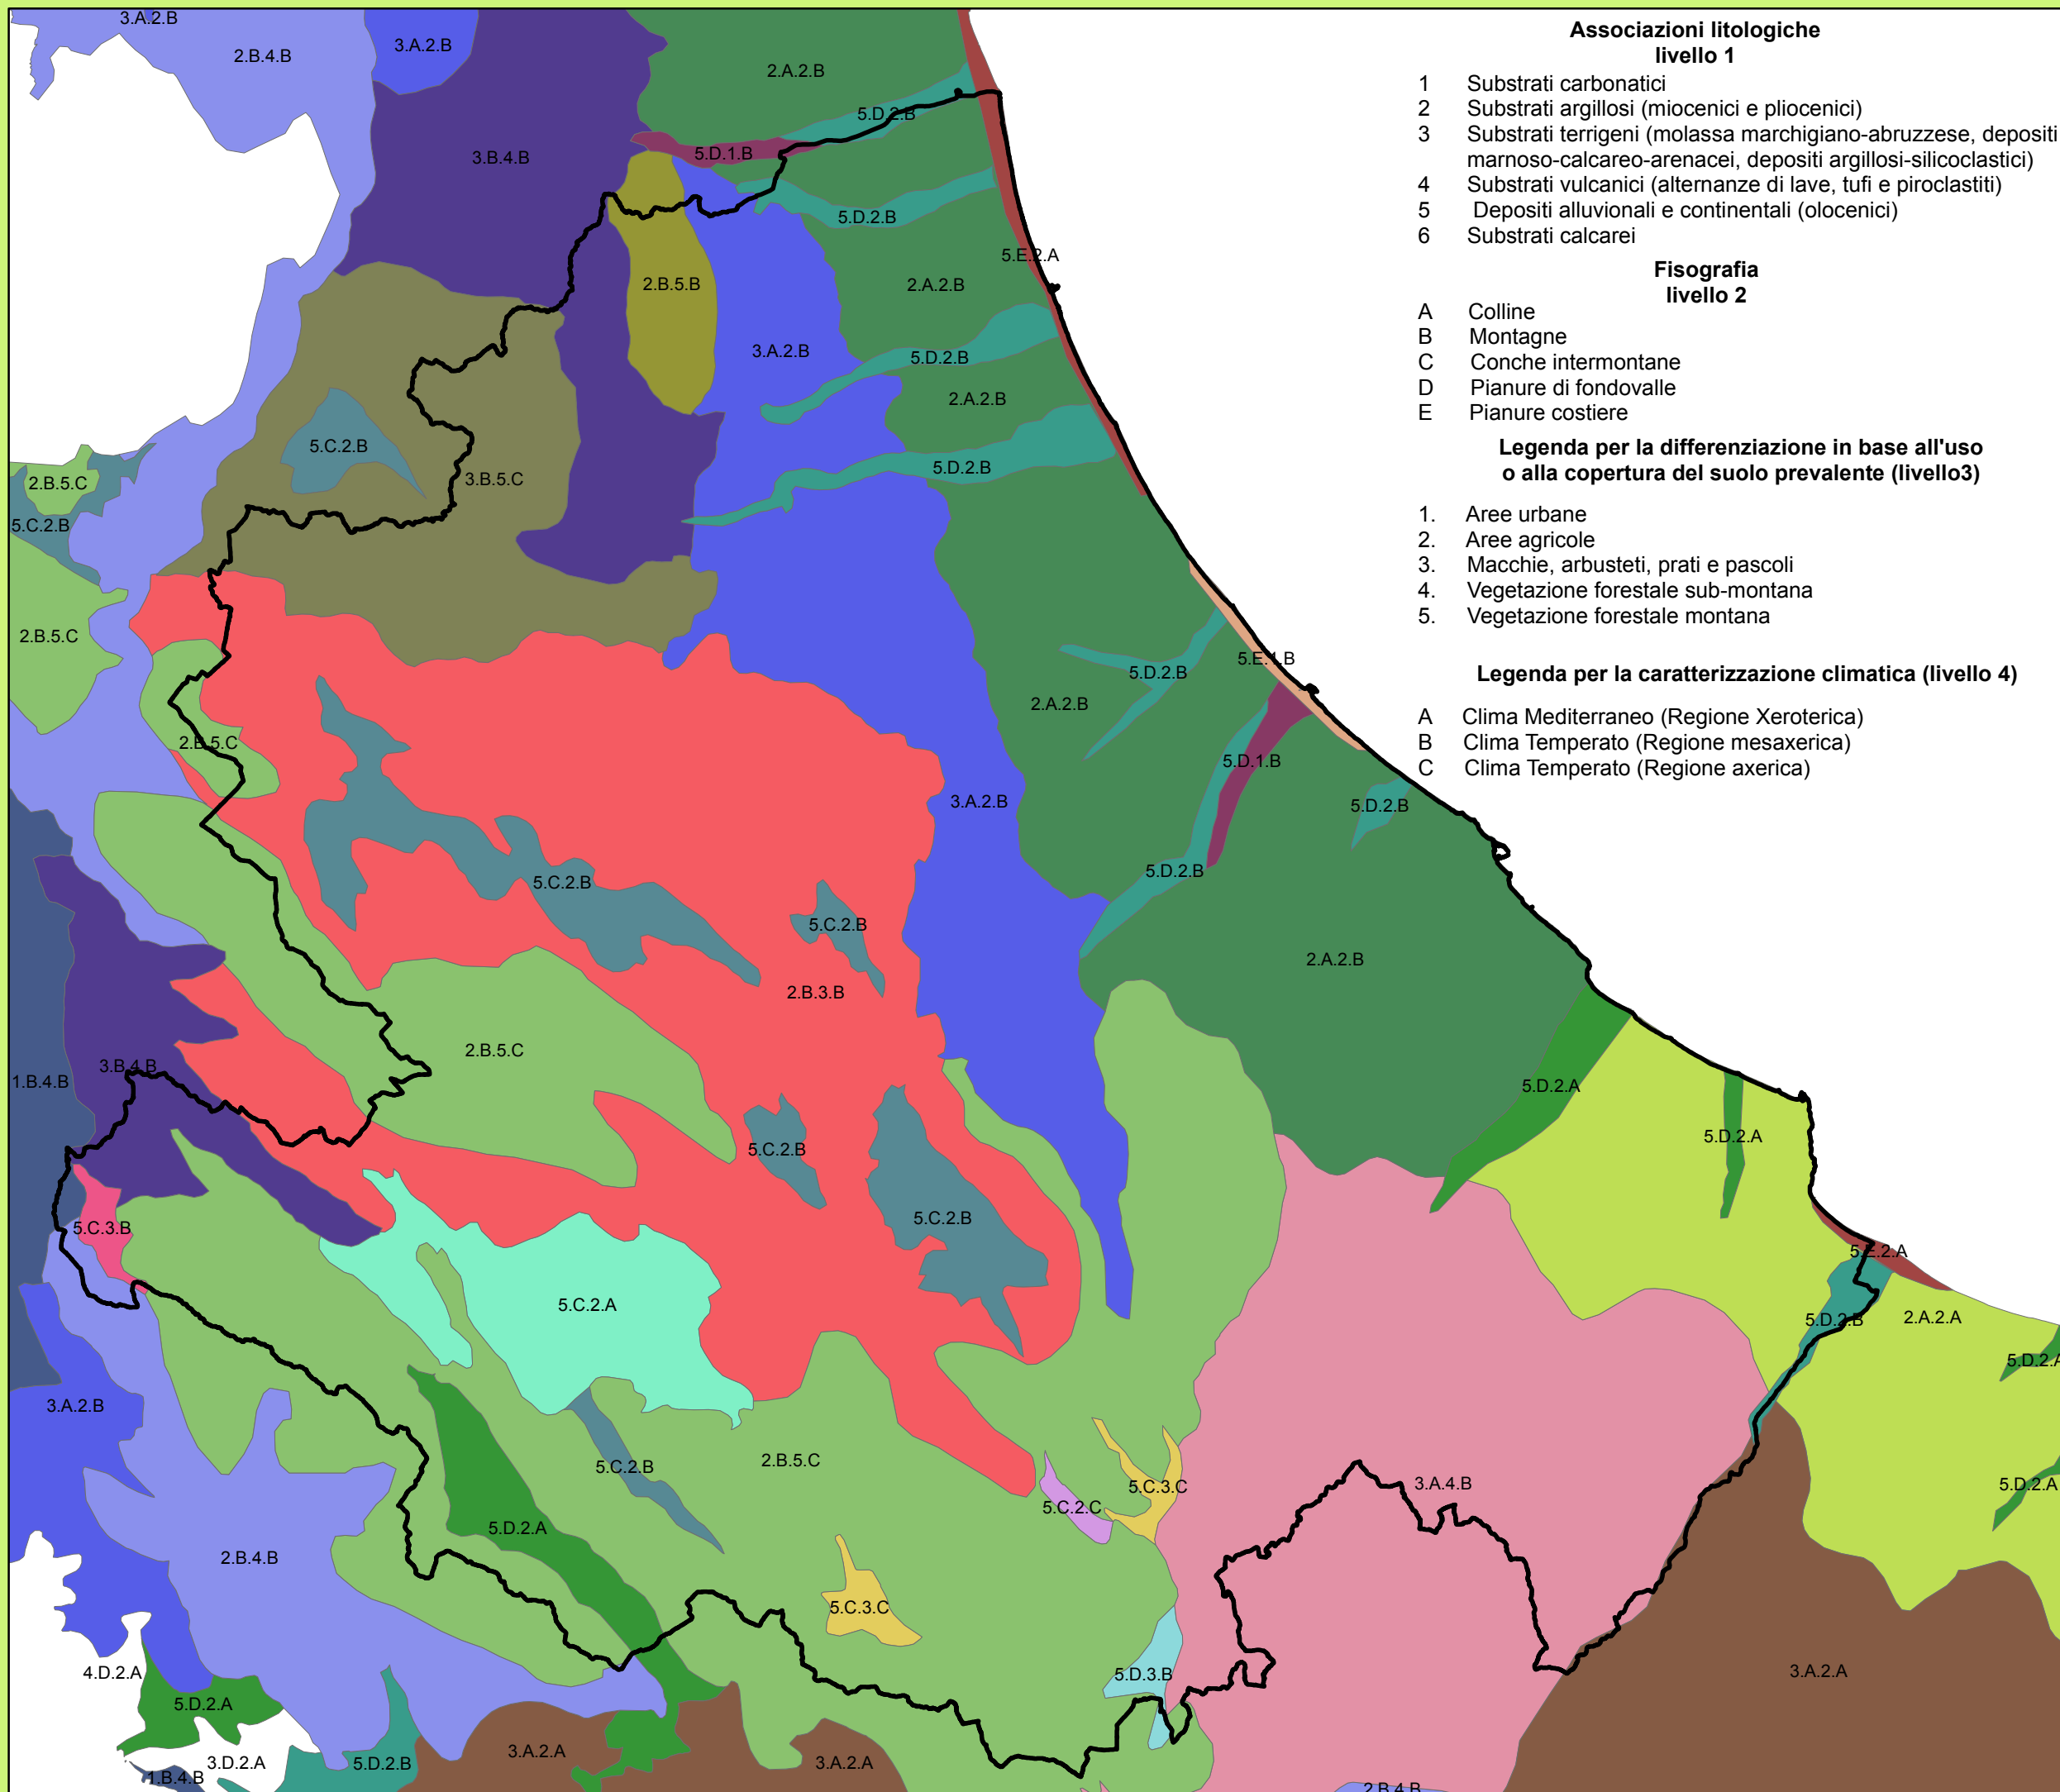 Associazioni litologiche
livello 1
1 Substrati carbonatici
2 Substrati argillosi (miocenici e pliocenici)
3 Substrati terrigeni (molassa marchigiano-abruzzese, depositi
marnoso-calcareo-arenacei, depositi argillosi-silicoclastici)
4 Substrati vulcanici (alternanze di lave, tufi e piroclastiti)
5 Depositi alluvionali e continentali (olocenici)
6 Substrati calcarei
Fisografia
livello 2
A Colline
B Montagne
C Conche intermontane
D Pianure di fondovalle
E Pianure costiere
Legenda per la differenziazione in base all'uso
o alla copertura del suolo prevalente (livello3)
1. Aree urbane
2. Aree agricole
3. Macchie, arbusteti, prati e pascoli
4. Vegetazione forestale sub-montana
5. Vegetazione forestale montana
Legenda per la caratterizzazione climatica (livello 4)
A Clima Mediterraneo (Regione Xeroterica)
B Clima Temperato (Regione mesaxerica)
C Clima Temperato (Regione axerica)
3.A.2.B
2.B.4.B
3.A.2.B
2.A.2.B
5.D.2.B
3.B.4.B
5.D.1.B
5.D.2.B
5.E.2.A
2.B.5.B
2.A.2.B
3.A.2.B
5.D.2.B
2.A.2.B
5.C.2.B
5.D.2.B
3.B.5.C
2.B.5.C
5.C.2.B
2.B.5.C
5.E.1.B
5.D.2.B
2.A.2.B
2.B.5.C
5.D.1.B
3.A.2.B
5.D.2.B
5.D.2.B
5.C.2.B
5.C.2.B
2.A.2.B
2.B.3.B
2.B.5.C
3.B.4.B
1.B.4.B
5.D.2.A
5.D.2.A
5.C.2.B
5.C.2.B
5.C.3.B
5.E.2.A
5.C.2.A
5.D.2.B
2.A.2.A
5.D.2.A
3.A.2.B
2.B.5.C
5.C.2.B
3.A.4.B
5.D.2.A
5.C.3.C
5.C.2.C
5.D.2.A
2.B.4.B
5.C.3.C
4.D.2.A
5.D.3.B
3.A.2.A
5.D.2.A
3.A.2.A
3.D.2.A
5.D.2.B
3.A.2.A
1.B.4.B
2.B.4.B